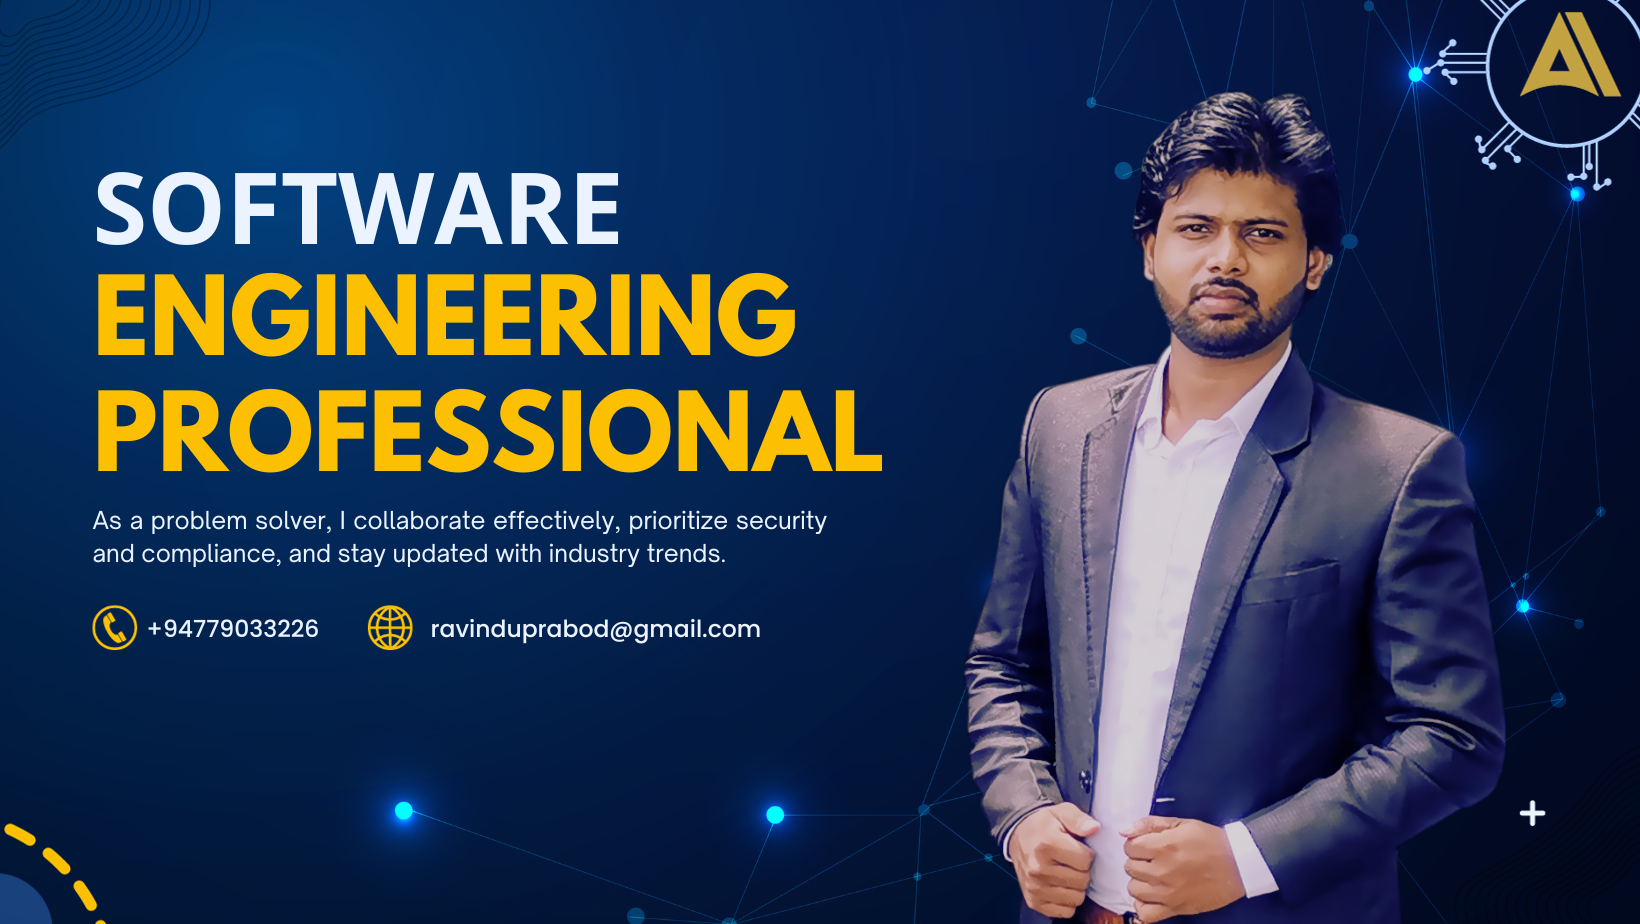 SOFTWARE
ENGINEERING
PROFESSIONAL
As a problem solver, I collaborate effectively, prioritize security
and compliance, and stay updated with industry trends.
+94779033226
ravinduprabod@gmail.com